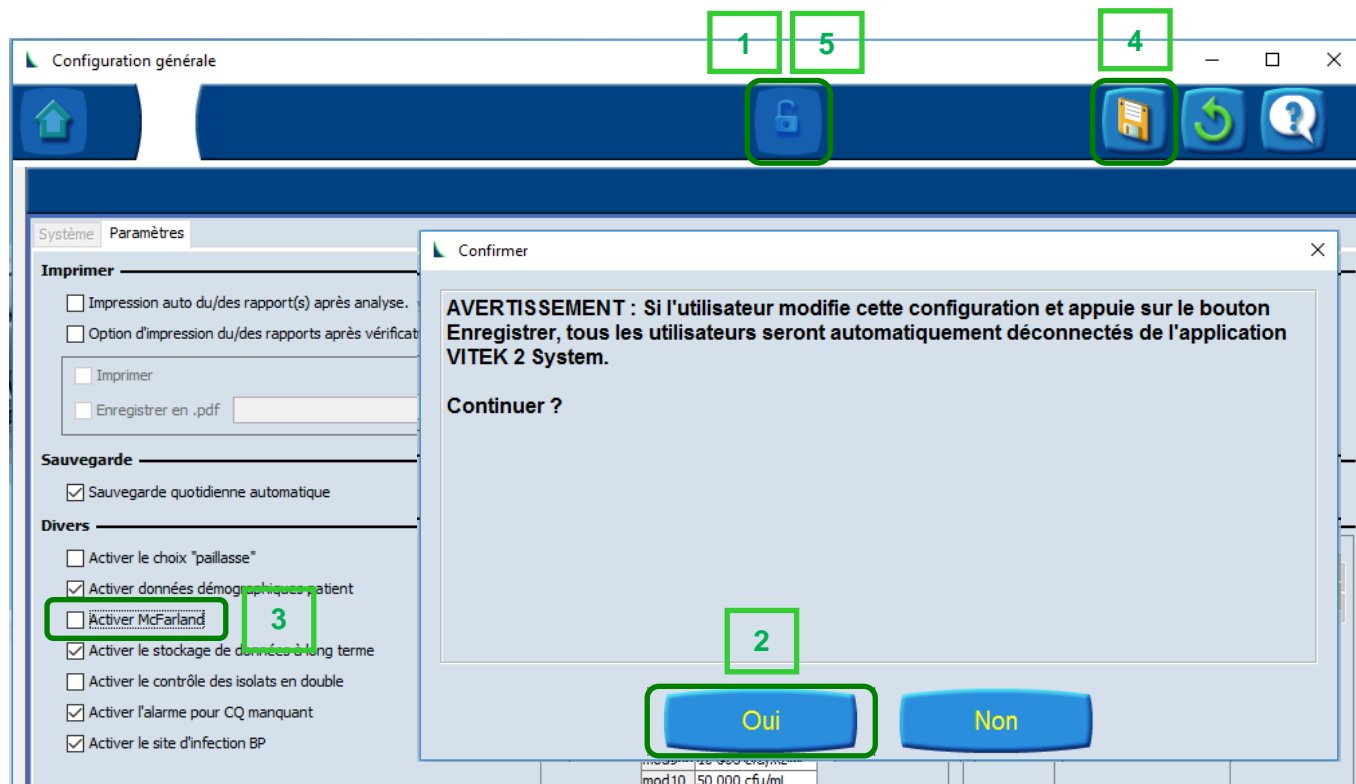 1
5
4
Configuration générale
Système
Paramètres
Imprimer
Impression auto du/des rapport(s) après analyse.
Option d'impression du/des rapports après
Imprimer
Enregistrer en .pdf
Sauvegarde
Sauvegarde quotidienne automatique
Divers
Activer le choix "paillasse"
Activer données démographiques patient
Activer McFarland
3
Activer le stockage de données à long terme
Activer le contrôle des isolats en double
Activer l'alarme pour CQ manquant
Activer le site d'infection BP
Confirmer
AVERTISSEMENT : Si l'utilisateur modifie cette configuration et appuie sur le bouton
Enregistrer, tous les utilisateurs seront automatiquement déconnectés de l'application
VITEK 2 System.
Continuer ?
2
Oui
Non
mod10 50 000 cfu/mL